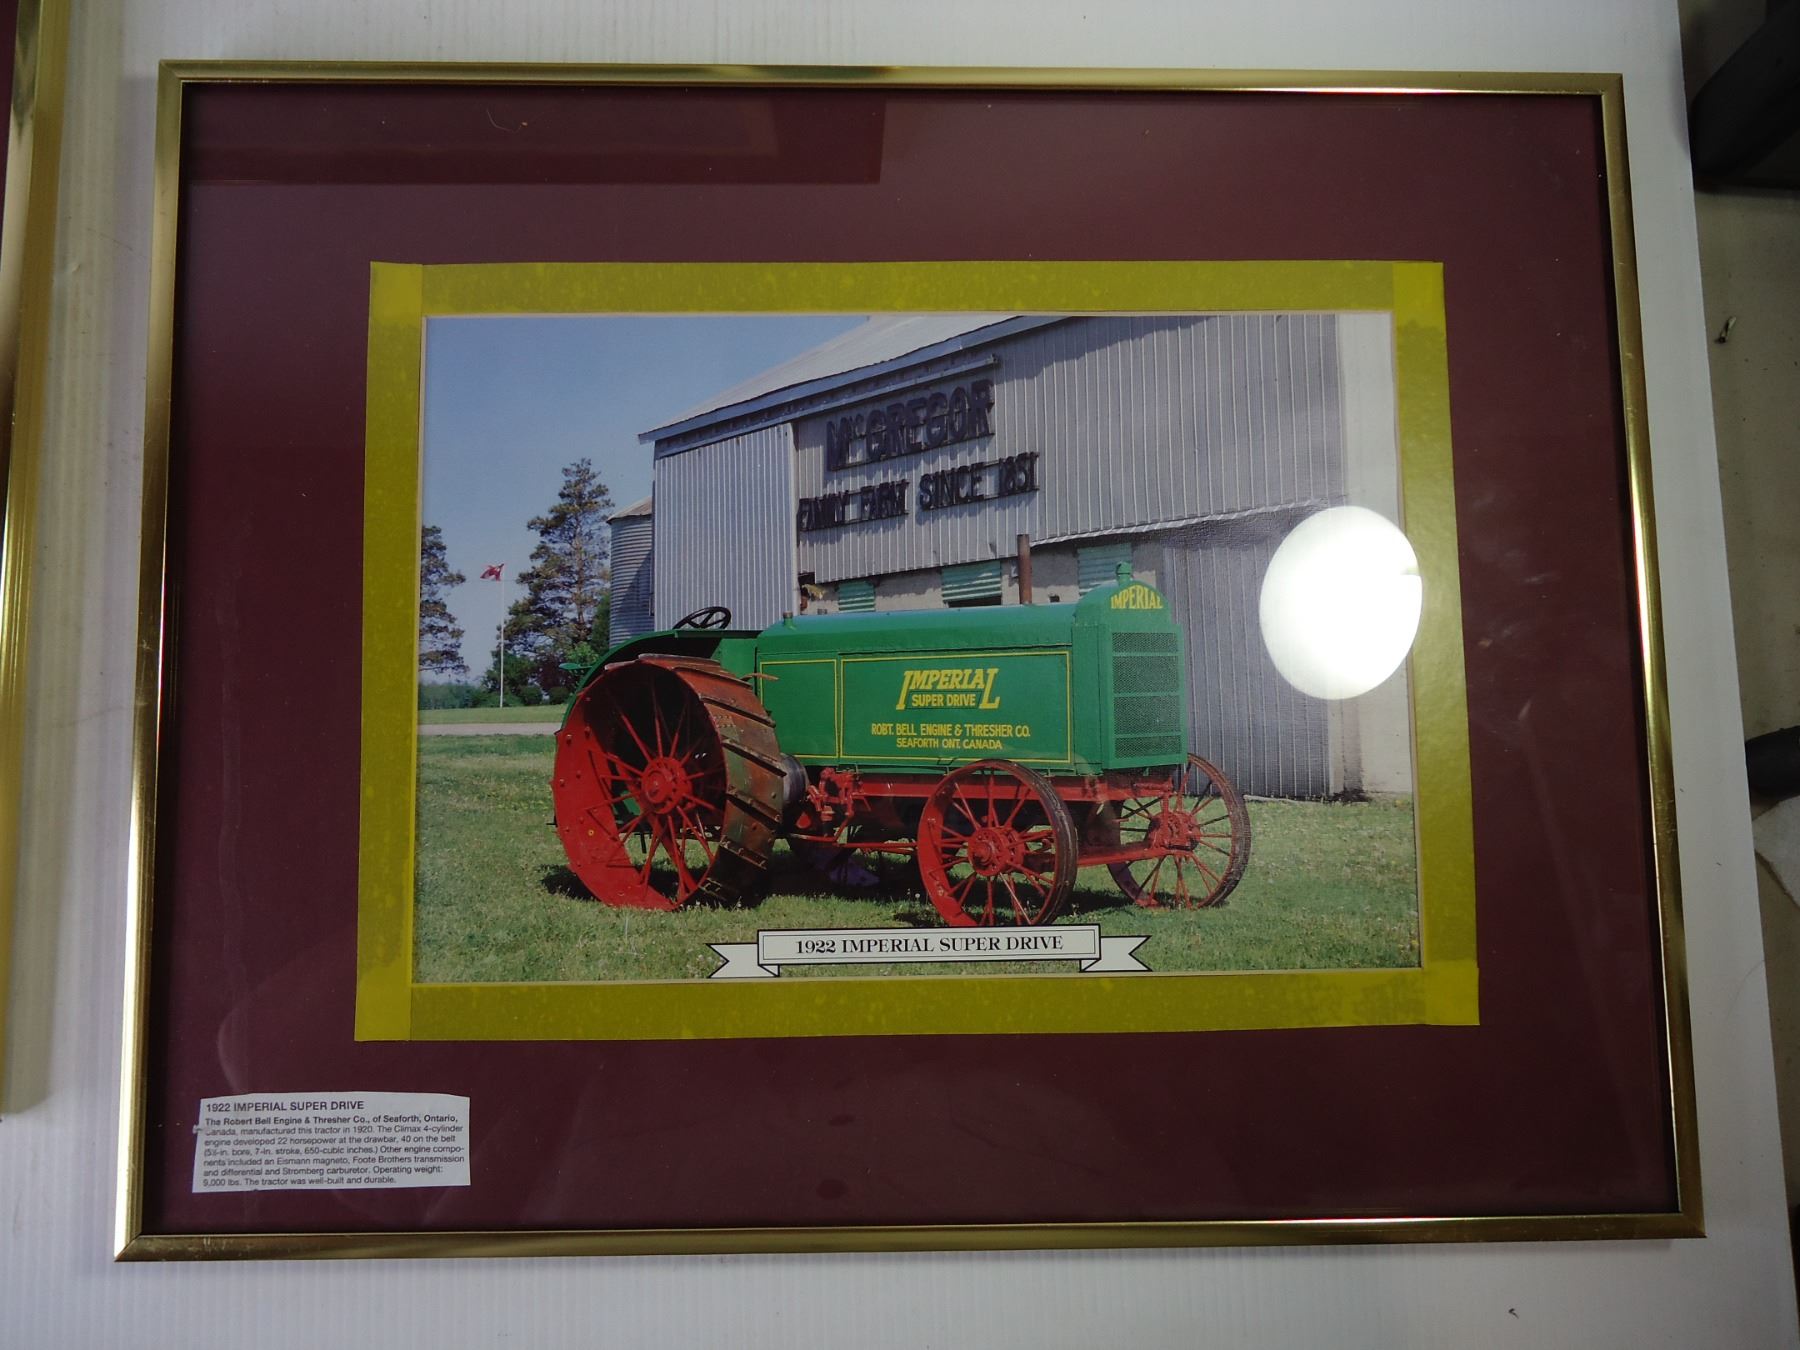 McGREGOR
FAMILY FARM SINCE 1851
IMPERIAL
IMPERIAL
SUPER DRIVE
ROBT. BELL ENGINE & THRESHER CO.
SEAFORTH ONT. CANADA
1922 IMPERIAL SUPER DRIVE
1922 IMPERIAL SUPER DRIVE
The Robert Bell Engine & Thresher Co., of Seaforth, Ontario,
Canada, manufactured this tractor in 1920. The Climax 4-cylinder
engine developed 22 horsepower at the drawbar, 40 on the belt
(5½-in. bore, 7-in. stroke, 650-cubic inches.) Other engine compo-
nents included an Eismann magneto, Foote Brothers transmission
and differential and Stromberg carburetor. Operating weight:
9,000 lbs. The tractor was well-built and durable.